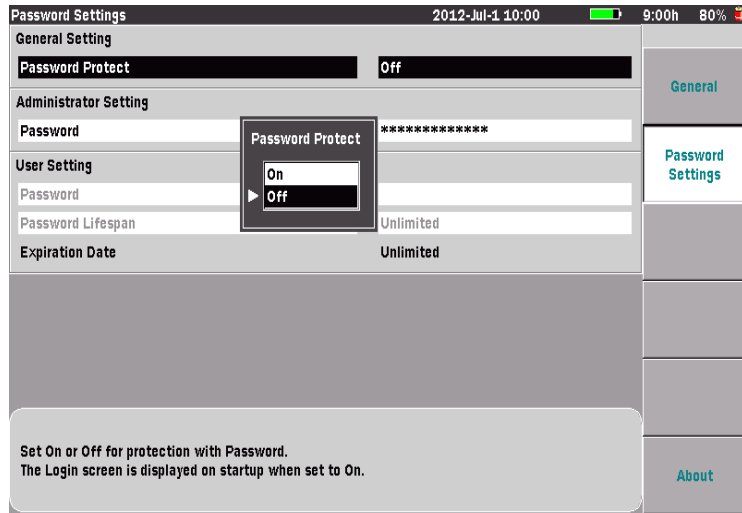 Password Settings 2012-Jul-1 10:00 9:00h 80%
General Setting
Password Protect Off
General
Administrator Setting
Password *************
Password Protect
On
Off
Password
Settings
User Setting
Password
Password Lifespan Unlimited
Expiration Date Unlimited
Set On or Off for protection with Password.
The Login screen is displayed on startup when set to On.
About